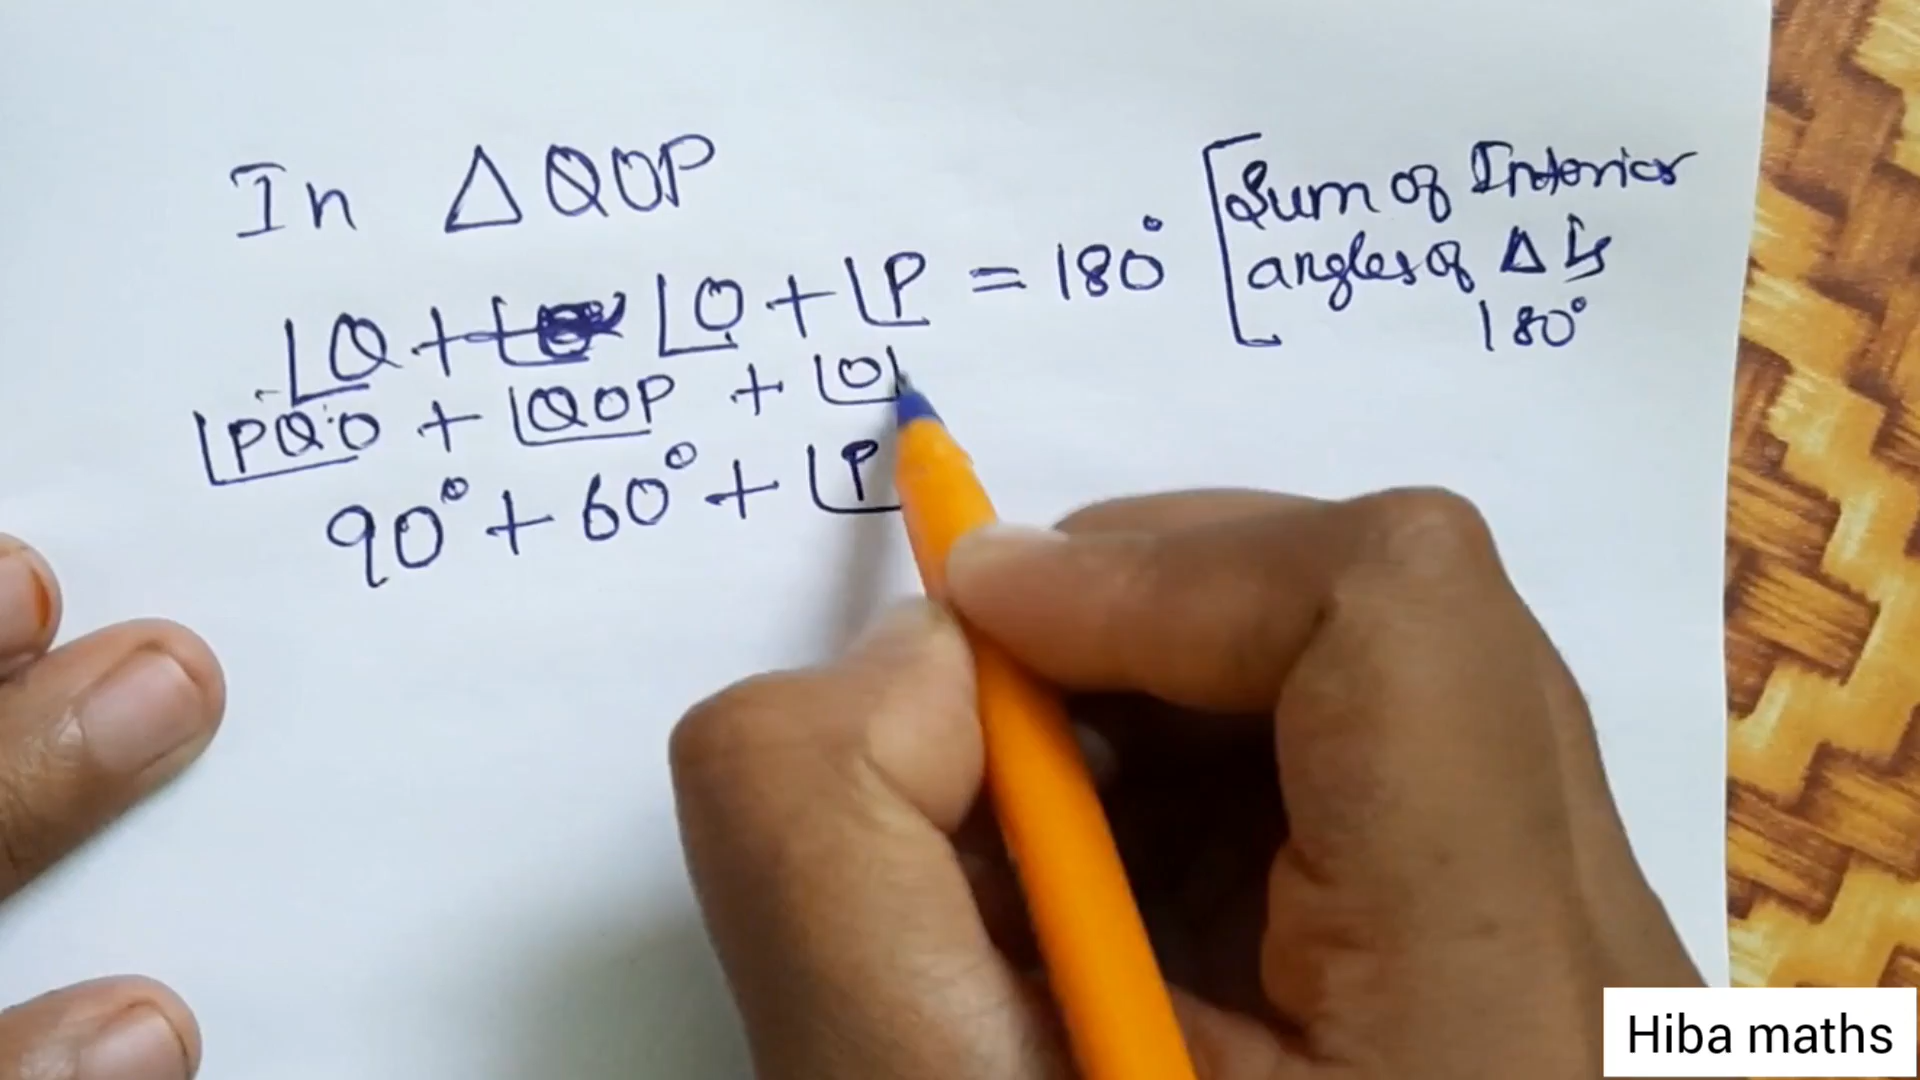 In △QOP
∠Q + ∠O + ∠P = 180°
[Sum of Interior
angles of △ is
180°
∠PQO + ∠QOP + ∠O
90° + 60° + ∠P
Hiba maths